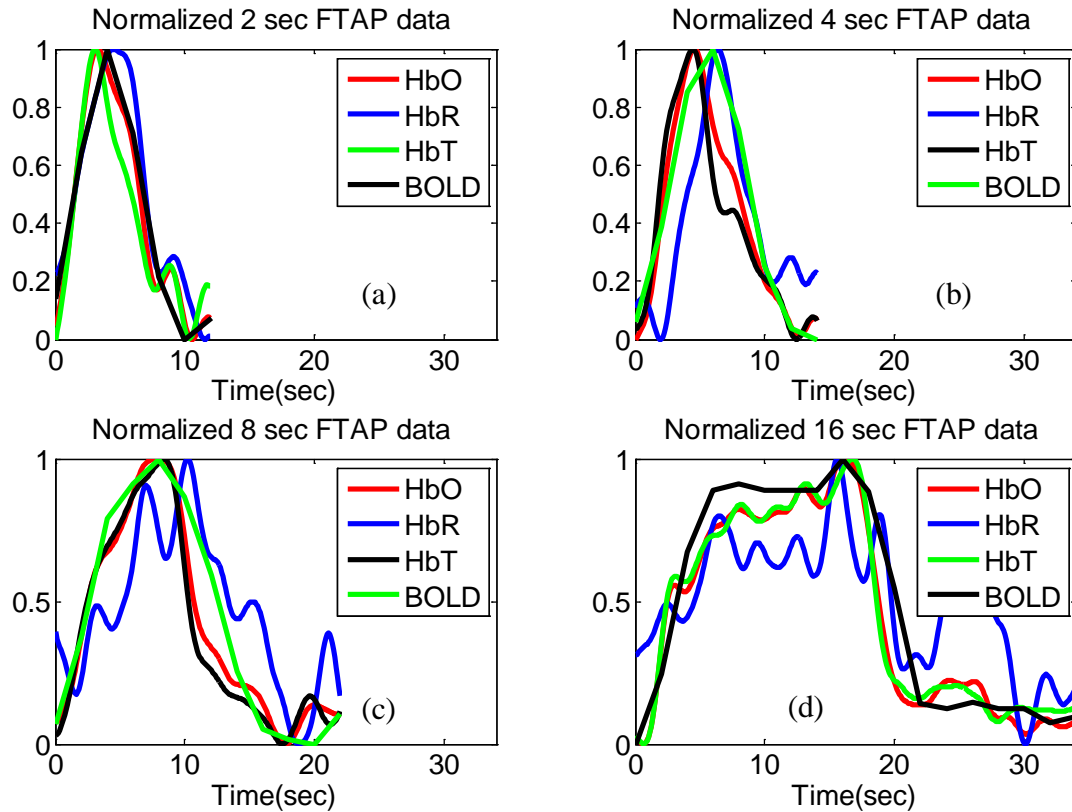 Normalized 2 sec FTAP data
1
0.8
0.6
0.4
0.2
0
0 10 20 30
Time(sec)
HbO
HbR
HbT
BOLD
(a)
Normalized 4 sec FTAP data
1
0.8
0.6
0.4
0.2
0
0 10 20 30
Time(sec)
HbO
HbR
HbT
BOLD
(b)
Normalized 8 sec FTAP data
1
0.5
0
0 10 20 30
Time(sec)
HbO
HbR
HbT
BOLD
(c)
Normalized 16 sec FTAP data
1
0.5
0
0 10 20 30
Time(sec)
HbO
HbR
HbT
BOLD
(d)